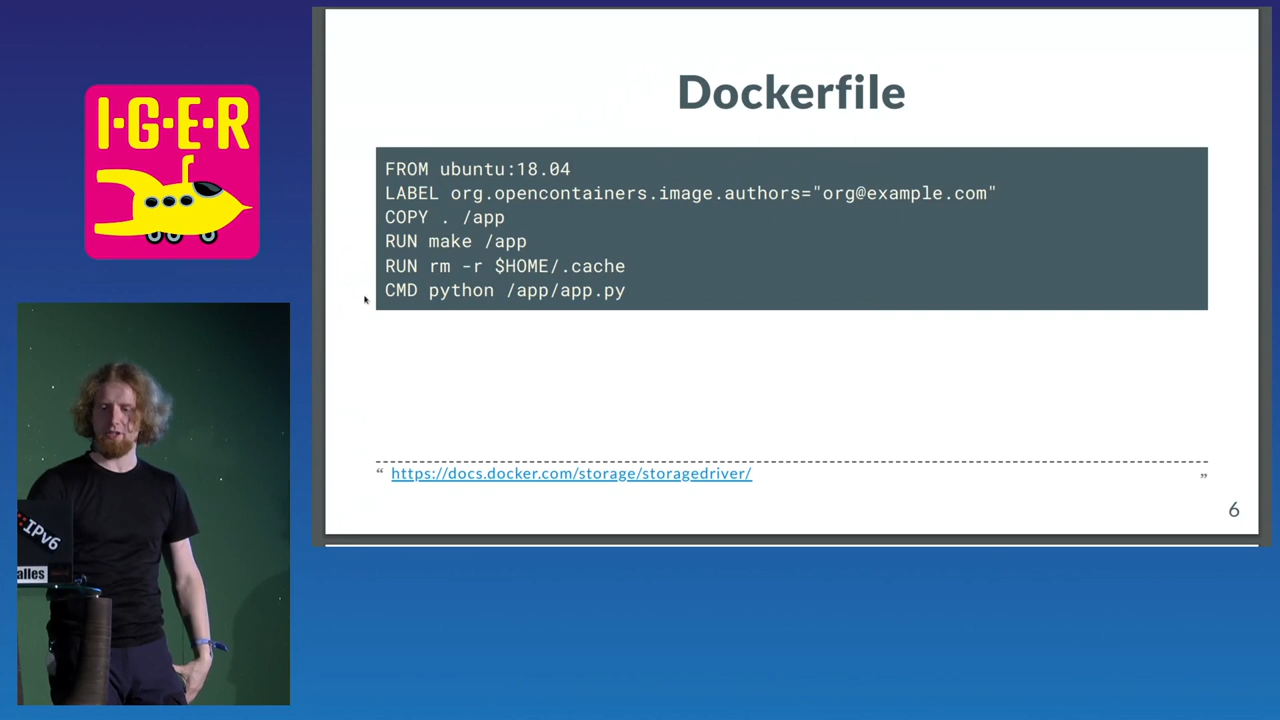 I·G·E·R
Dockerfile
FROM ubuntu:18.04
LABEL org.opencontainers.image.authors="org@example.com"
COPY . /app
RUN make /app
RUN rm -r $HOME/.cache
CMD python /app/app.py
“ https://docs.docker.com/storage/storagedriver/ ”
6
IPv6
alles